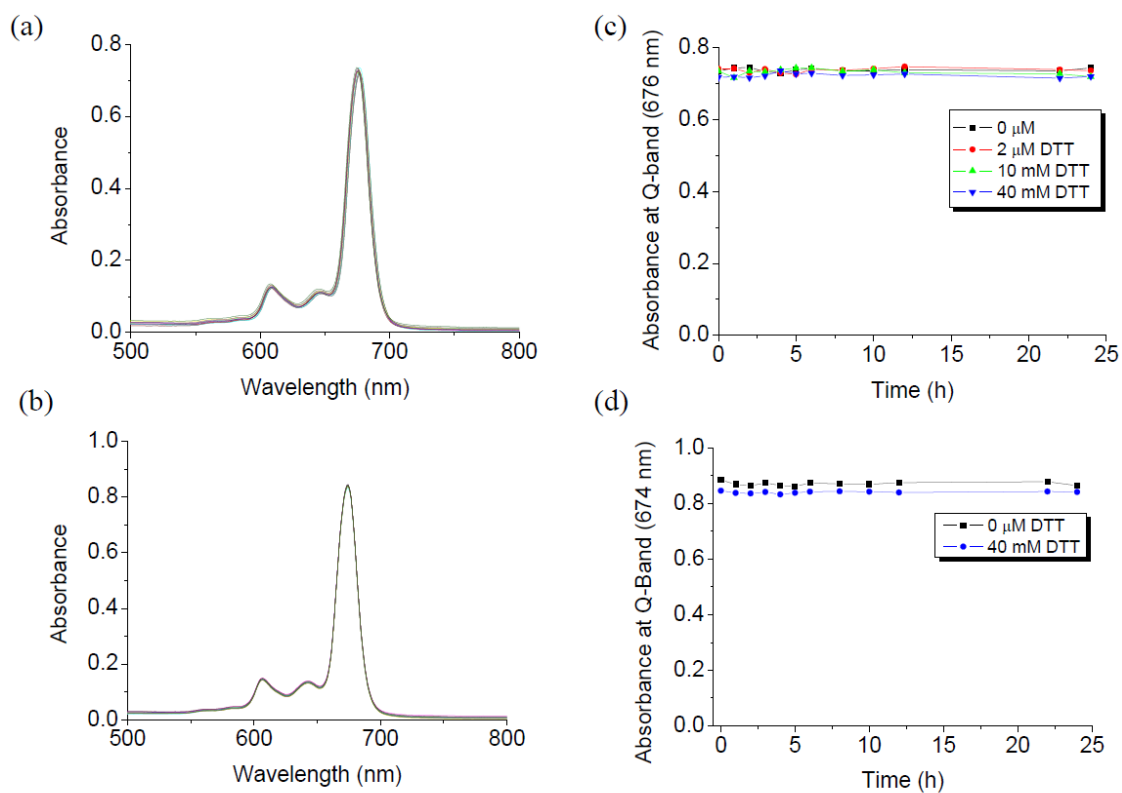 (a)
0.8
0.6
0.4
0.2
0.0
Absorbance
500 600 700 800
Wavelength (nm)
(c)
0.8
0.6
0.4
0.2
0.0
Absorbance at Q-band (676 nm)
0 μM
2 μM DTT
10 mM DTT
40 mM DTT
0 5 10 15 20 25
Time (h)
(b)
1.0
0.8
0.6
0.4
0.2
0.0
Absorbance
500 600 700 800
Wavelength (nm)
(d)
1.0
0.8
0.6
0.4
0.2
0.0
Absorbance at Q-Band (674 nm)
0 μM DTT
40 mM DTT
0 5 10 15 20 25
Time (h)